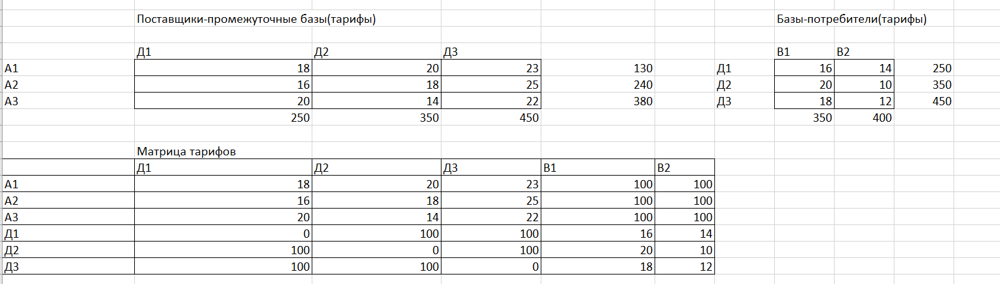 Поставщики-промежуточные базы(тарифы) Базы-потребители(тарифы)
Д1 Д2 Д3 В1 В2
А1 18 20 23 130 Д1 16 14 250
А2 16 18 25 240 Д2 20 10 350
А3 20 14 22 380 Д3 18 12 450
250 350 450 350 400
Матрица тарифов
Д1 Д2 Д3 В1 В2
А1 18 20 23 100 100
А2 16 18 25 100 100
А3 20 14 22 100 100
Д1 0 100 100 16 14
Д2 100 0 100 20 10
Д3 100 100 0 18 12